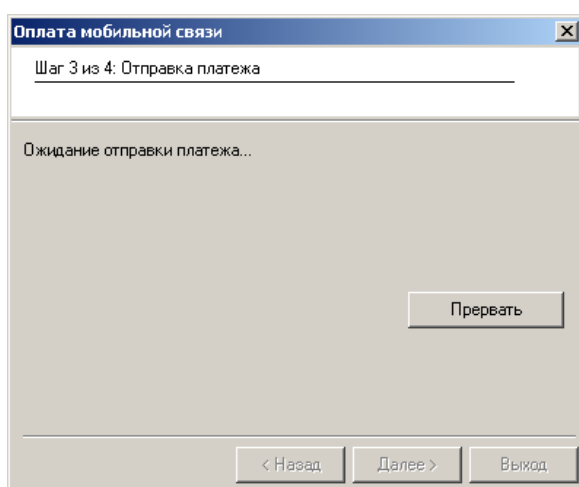 Оплата мобильной связи
Шаг 3 из 4: Отправка платежа
Ожидание отправки платежа...
Прервать
< Назад
Далее >
Выход